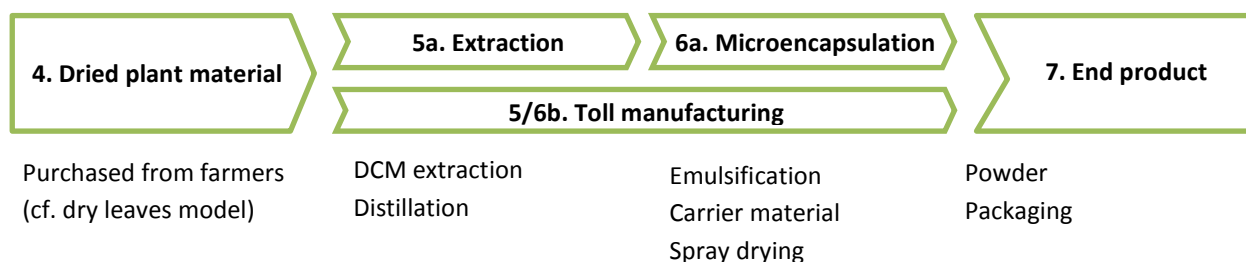 4. Dried plant material
5a. Extraction
6a. Microencapsulation
5/6b. Toll manufacturing
7. End product
Purchased from farmers
(cf. dry leaves model)
DCM extraction
Distillation
Emulsification
Carrier material
Spray drying
Powder
Packaging